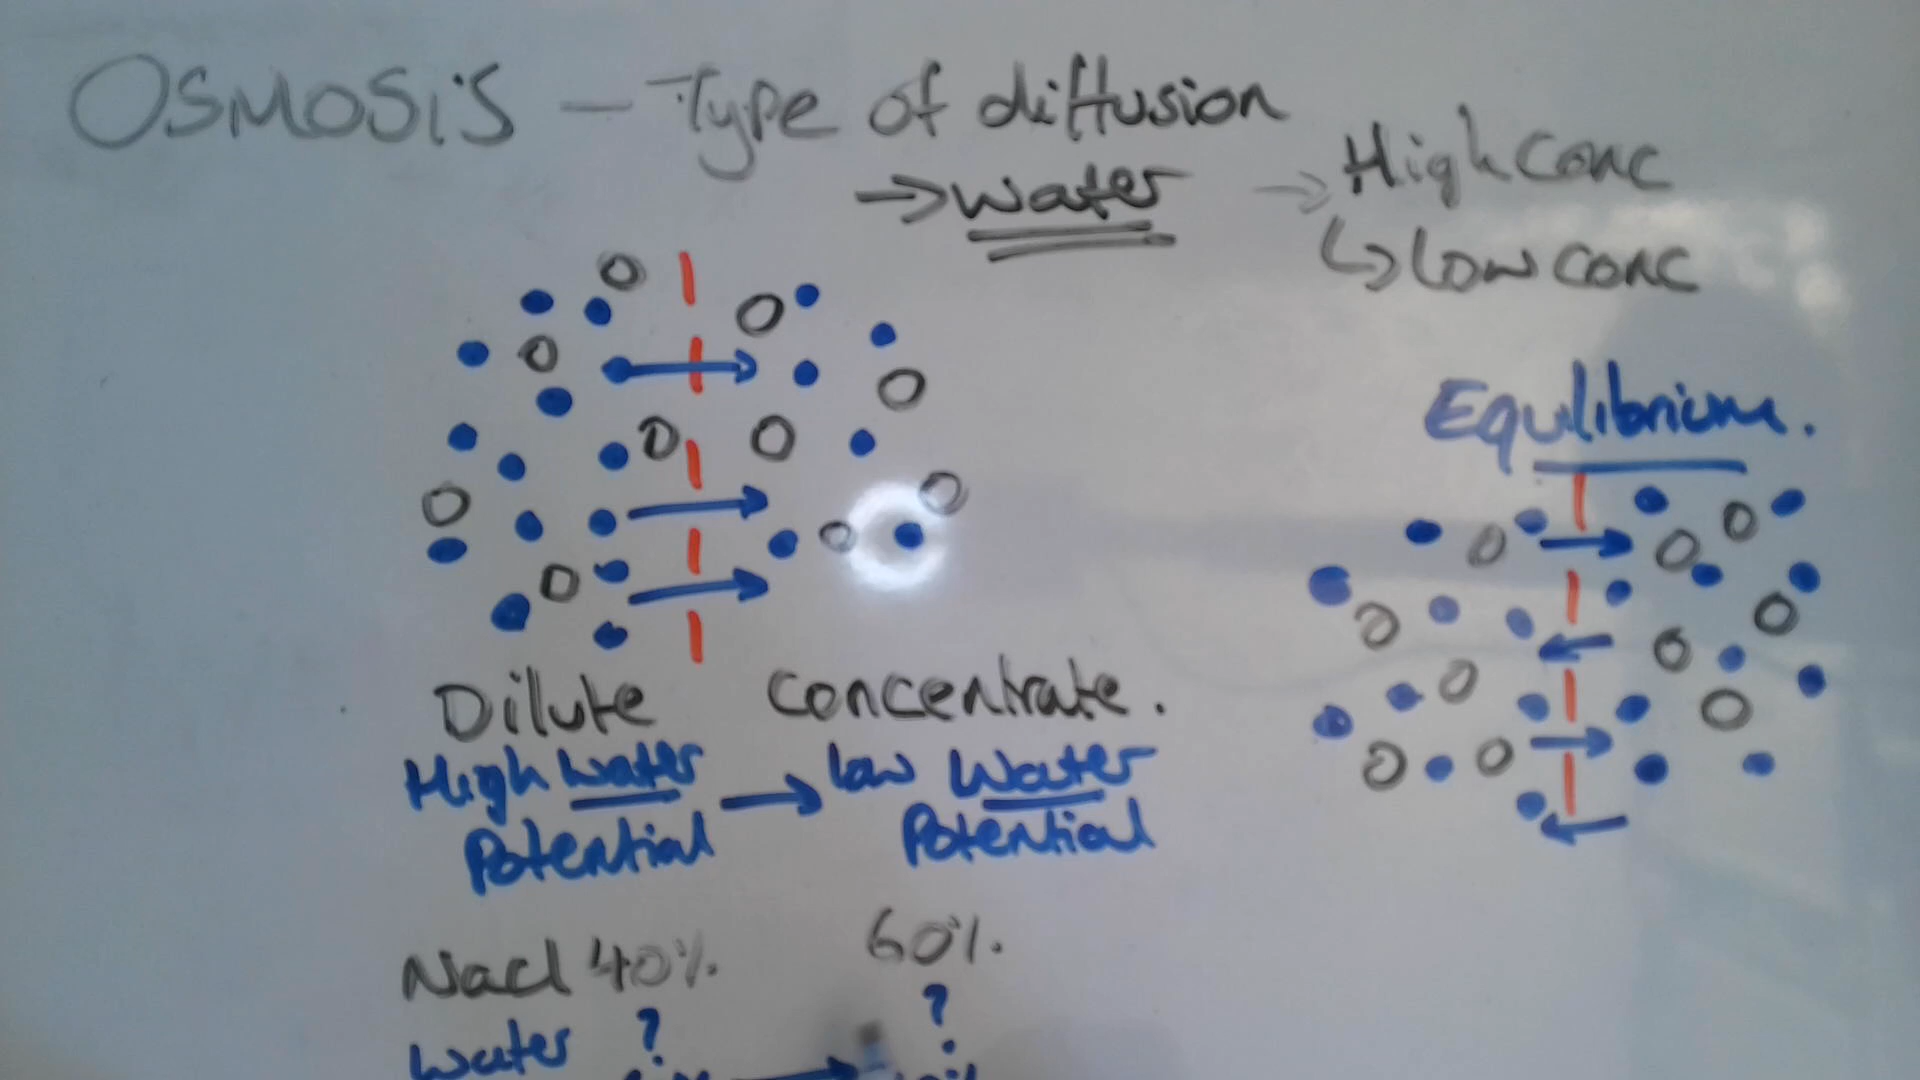 OSMOSIS - Type of diffusion
→ water → High conc
↳ low conc
Equlibrium.
Dilute Concentrate.
High water Potential → low Water Potential
Nacl 40% 60%.
? ?
Water